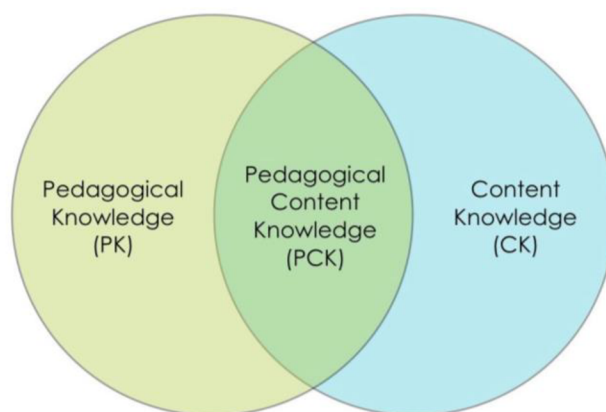 Pedagogical
Knowledge
(PK)
Pedagogical
Content
Knowledge
(PCK)
Content
Knowledge
(CK)